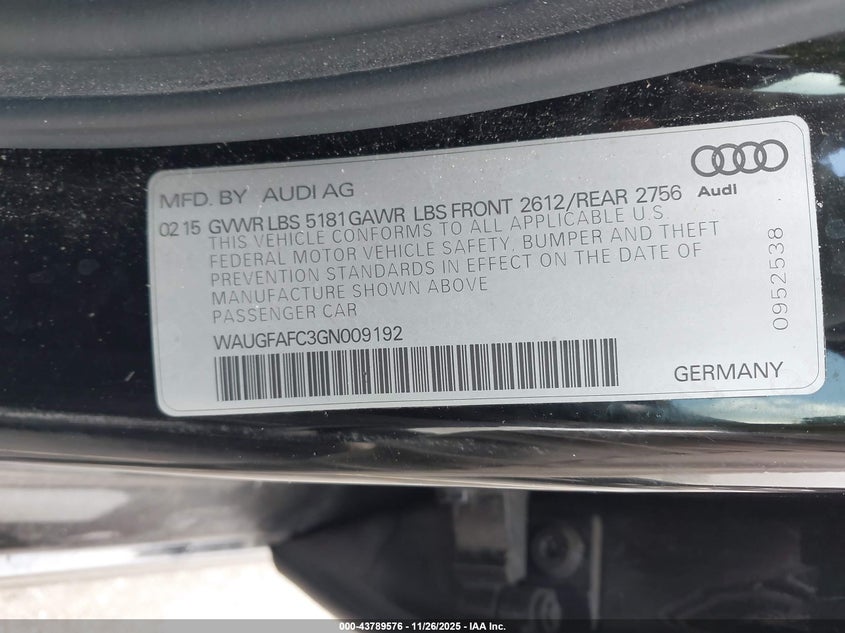 MFD. BY AUDI AG
Audi
02 15 GVWR LBS 5181 GAWR LBS FRONT 2612/REAR 2756
THIS VEHICLE CONFORMS TO ALL APPLICABLE U.S.
FEDERAL MOTOR VEHICLE SAFETY, BUMPER AND THEFT
PREVENTION STANDARDS IN EFFECT ON THE DATE OF
MANUFACTURE SHOWN ABOVE
PASSENGER CAR
WAUGFAFC3GN009192
GERMANY
0952538
000-43789576 - 11/26/2025 - IAA Inc.